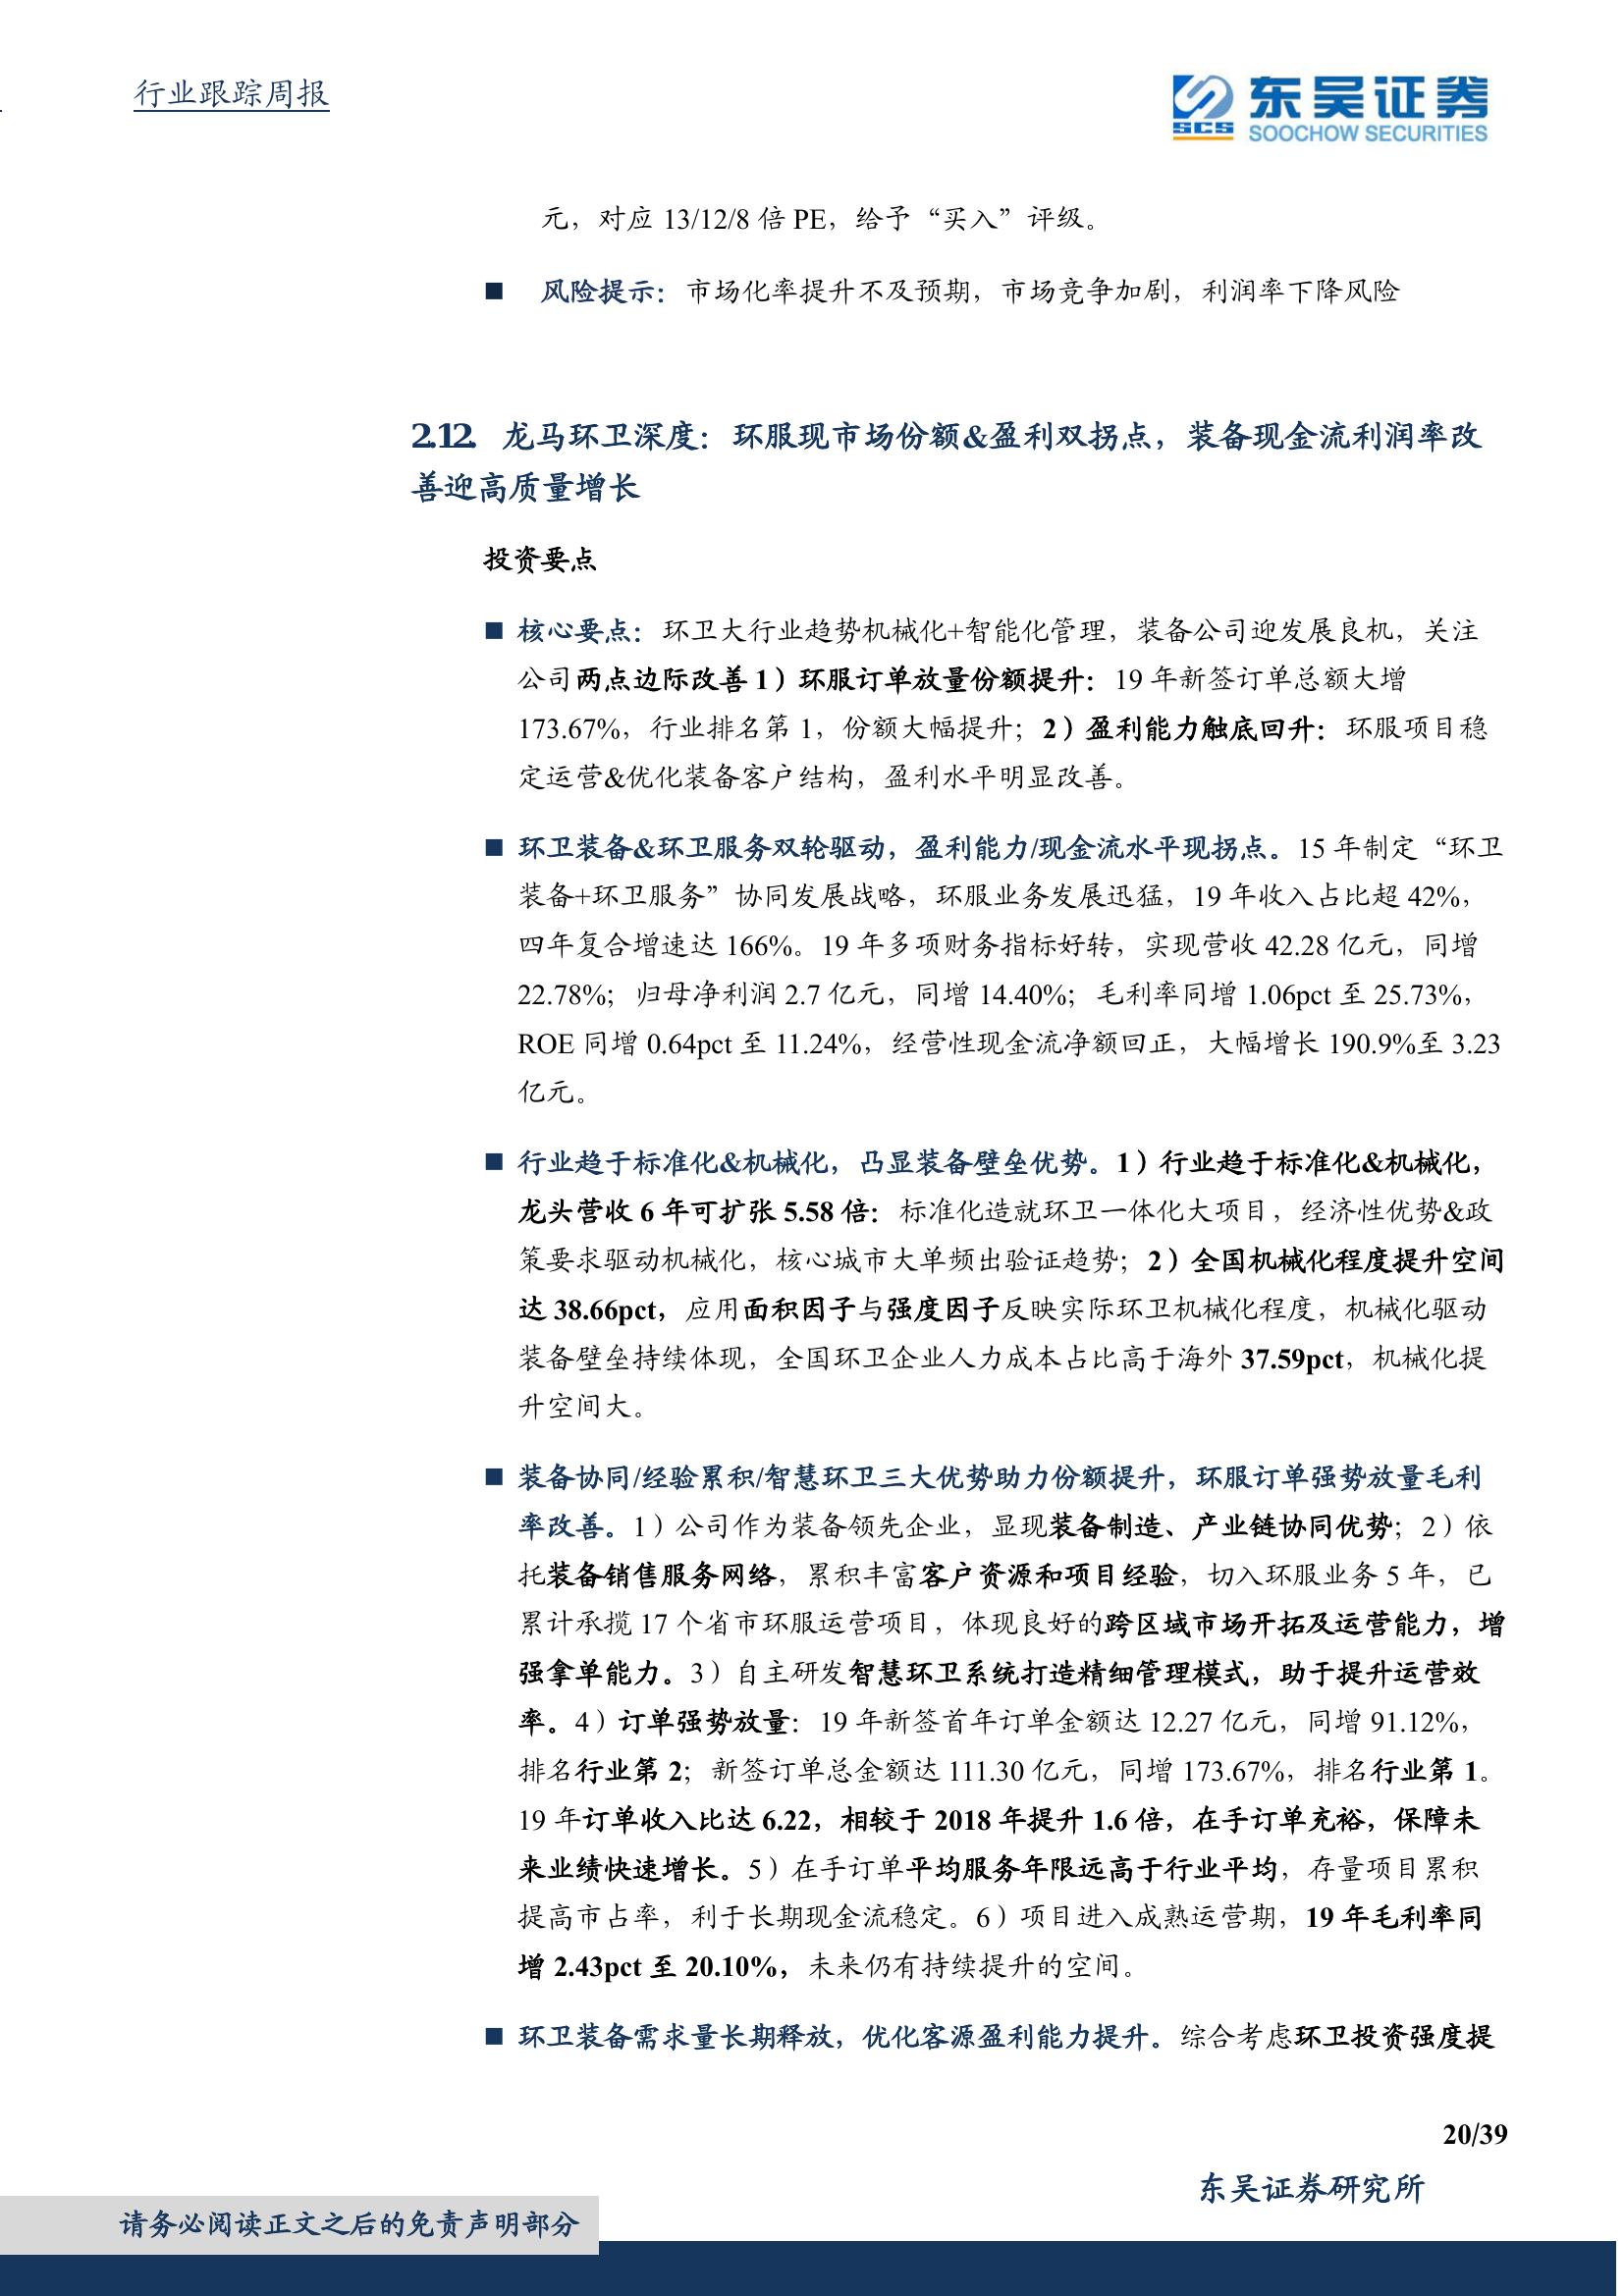 行业跟踪周报
东吴证券
SCS
SOOCHOW SECURITIES
元，对应 13/12/8 倍 PE，给予“买入”评级。
■ 风险提示：市场化率提升不及预期，市场竞争加剧，利润率下降风险
2.12. 龙马环卫深度：环服现市场份额&盈利双拐点，装备现金流利润率改
善迎高质量增长
投资要点
■ 核心要点：环卫大行业趋势机械化+智能化管理，装备公司迎发展良机，关注
公司两点边际改善 1）环服订单放量份额提升：19 年新签订单总额大增
173.67%，行业排名第 1，份额大幅提升；2）盈利能力触底回升：环服项目稳
定运营&优化装备客户结构，盈利水平明显改善。
■ 环卫装备&环卫服务双轮驱动，盈利能力/现金流水平现拐点。15 年制定“环卫
装备+环卫服务”协同发展战略，环服业务发展迅猛，19 年收入占比超 42%，
四年复合增速达 166%。19 年多项财务指标好转，实现营收 42.28 亿元，同增
22.78%；归母净利润 2.7 亿元，同增 14.40%；毛利率同增 1.06pct 至 25.73%，
ROE 同增 0.64pct 至 11.24%，经营性现金流净额回正，大幅增长 190.9%至 3.23
亿元。
■ 行业趋于标准化&机械化，凸显装备壁垒优势。1）行业趋于标准化&机械化，
龙头营收 6 年可扩张 5.58 倍：标准化造就环卫一体化大项目，经济性优势&政
策要求驱动机械化，核心城市大单频出验证趋势；2）全国机械化程度提升空间
达 38.66pct，应用面积因子与强度因子反映实际环卫机械化程度，机械化驱动
装备壁垒持续体现，全国环卫企业人力成本占比高于海外 37.59pct，机械化提
升空间大。
■ 装备协同/经验累积/智慧环卫三大优势助力份额提升，环服订单强势放量毛利
率改善。1）公司作为装备领先企业，显现装备制造、产业链协同优势；2）依
托装备销售服务网络，累积丰富客户资源和项目经验，切入环服业务 5 年，已
累计承揽 17 个省市环服运营项目，体现良好的跨区域市场开拓及运营能力，增
强拿单能力。3）自主研发智慧环卫系统打造精细管理模式，助于提升运营效
率。4）订单强势放量：19 年新签首年订单金额达 12.27 亿元，同增 91.12%，
排名行业第 2；新签订单总金额达 111.30 亿元，同增 173.67%，排名行业第 1。
19 年订单收入比达 6.22，相较于 2018 年提升 1.6 倍，在手订单充裕，保障未
来业绩快速增长。5）在手订单平均服务年限远高于行业平均，存量项目累积
提高市占率，利于长期现金流稳定。6）项目进入成熟运营期，19 年毛利率同
增 2.43pct 至 20.10%，未来仍有持续提升的空间。
■ 环卫装备需求量长期释放，优化客源盈利能力提升。综合考虑环卫投资强度提
20/39
东吴证券研究所
请务必阅读正文之后的免责声明部分